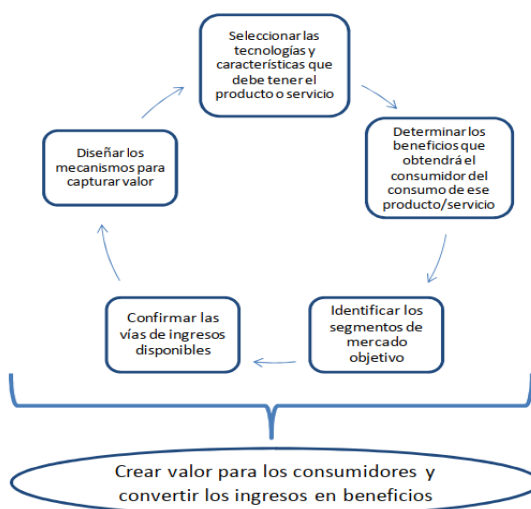 Seleccionar las
tecnologías y
características que
debe tener el
producto o servicio
Determinar los
beneficios que
obtendrá el
consumidor del
consumo de ese
producto/servicio
Identificar los
segmentos de
mercado
objetivo
Confirmar las
vías de ingresos
disponibles
Diseñar los
mecanismos para
capturar valor
Crear valor para los consumidores y
convertir los ingresos en beneficios